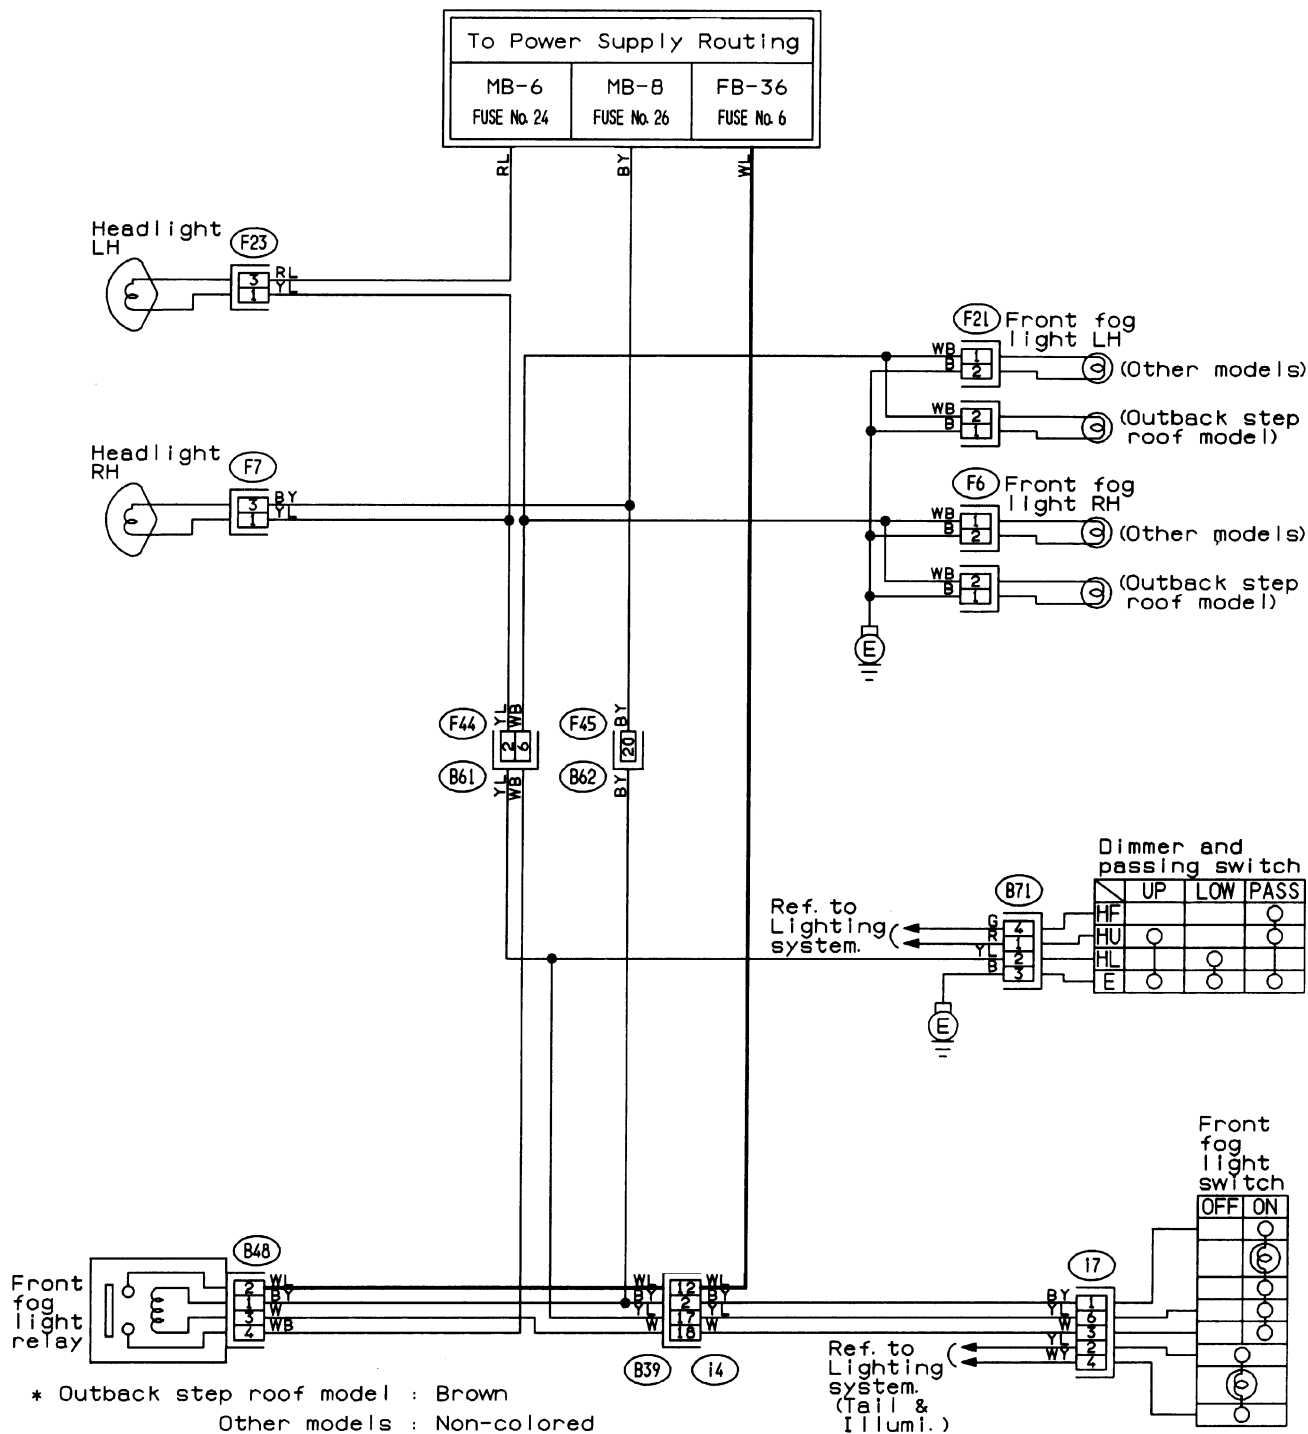 To Power Supply Routing
MB-6 MB-8 FB-36
FUSE No. 24 FUSE No. 26 FUSE No. 6
RL BY WL
Headlight
LH
F23
3 RL
1 YL
F21
Front fog
light LH
WB 1
B 2
(Other models)
WB 2
B 1
(Outback step
roof model)
Headlight
RH
F7
3 BY
1 YL
F6
Front fog
light RH
WB 1
B 2
(Other models)
WB 2
B 1
(Outback step
roof model)
E
F44 YL WB F45 BY
2 6 20
B61 YL WB B62 BY
Dimmer and
passing switch
B71
UP LOW PASS
Ref. to
Lighting
system.
G 4 HF
R 1 HU
YL 2 HL
B 3 E
E
Front
fog
light
switch
OFF ON
B48
i7
Front
fog
light
relay
2 WL WL 12 WL
1 BY BY 2 BY BY 1
3 W YL 17 YL YL 6
4 WB W 18 W W 3
YL 2
WY 4
B39 i4
Ref. to
Lighting
system.
(Tail &
Illumi.)
* Outback step roof model : Brown
Other models : Non-colored